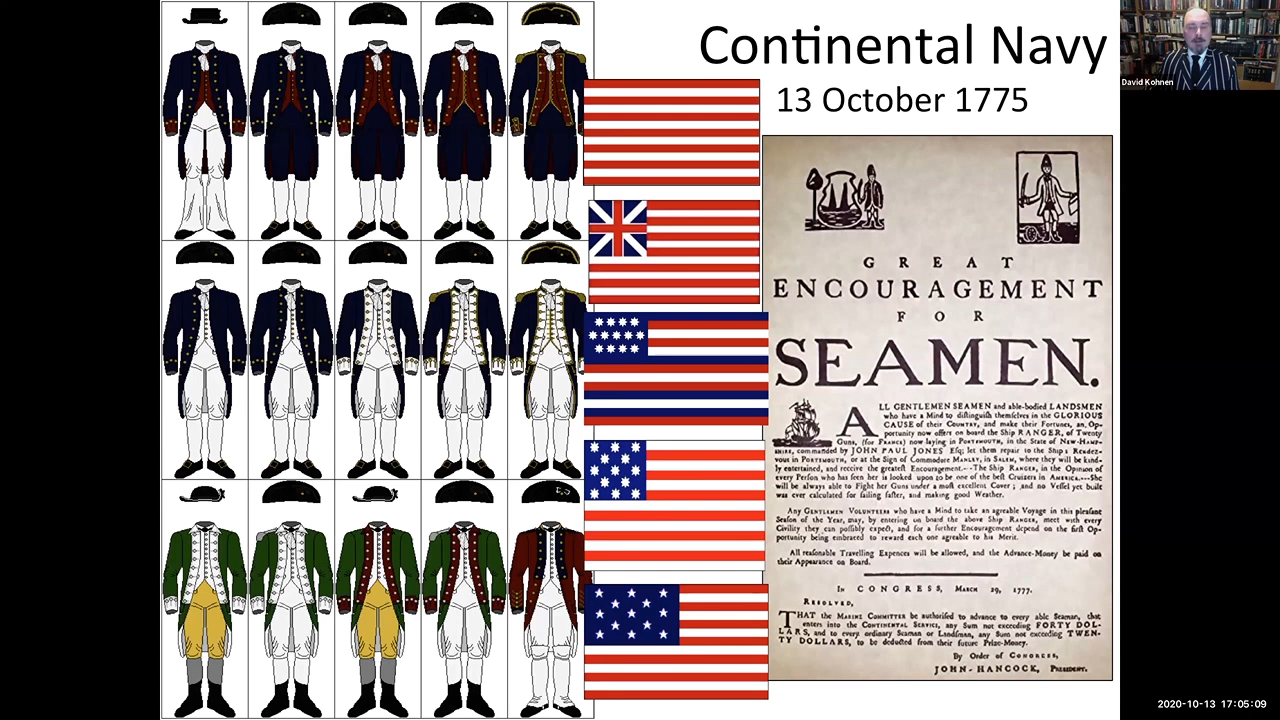 Continental Navy
13 October 1775
David Kohnen
GREAT
ENCOURAGEMENT
FOR
SEAMEN.
ALL GENTLEMEN SEAMEN and able-bodied LANDSMEN
who have a Mind to distinguish themselves in the GLORIOUS
CAUSE of their COUNTRY, and make their Fortunes, an Op-
portunity now offers on board the Ship RANGER, of Twenty
Guns, (for FRANCE) now laying in PORTSMOUTH, in the State of NEW-HAMP-
SHIRE, commanded by JOHN PAUL JONES Esq; let them repair to the Ship's Rendez-
vous in PORTSMOUTH, or at the Sign of Commodore MANLEY, in SALEM, where they will be kind-
ly entertained, and receive the greatest Encouragement.--The Ship RANGER, in the Opinion of
every Person who has seen her is looked upon to be one of the best Cruizers in AMERICA.---She
will be always able to Fight her Guns under a most excellent Cover; and no Vessel yet built
was ever calculated for sailing faster, and making good Weather.
Any GENTLEMEN VOLUNTEERS who have a Mind to take an agreable Voyage in this pleasant
Season of the Year, may, by entering on board the above Ship RANGER, meet with every
Civility they can possibly expect, and for a further Encouragement depend on the first Op-
portunity being embraced to reward each one agreable to his Merit.
All reasonable Travelling Expences will be allowed, and the Advance-Money be paid on
their Appearance on Board.
IN CONGRESS, MARCH 29, 1777.
RESOLVED,
THAT the MARINE COMMITTEE be authorised to advance to every able Seaman, that
enters into the CONTINENTAL SERVICE, any Sum not exceeding FORTY DOL-
LARS, and to every ordinary Seaman or Landsman, any Sum not exceeding TWEN-
TY DOLLARS, to be deducted from their future Prize-Money.
By Order of CONGRESS,
JOHN-HANCOCK, PRESIDENT.
2020-10-13 17:05:09